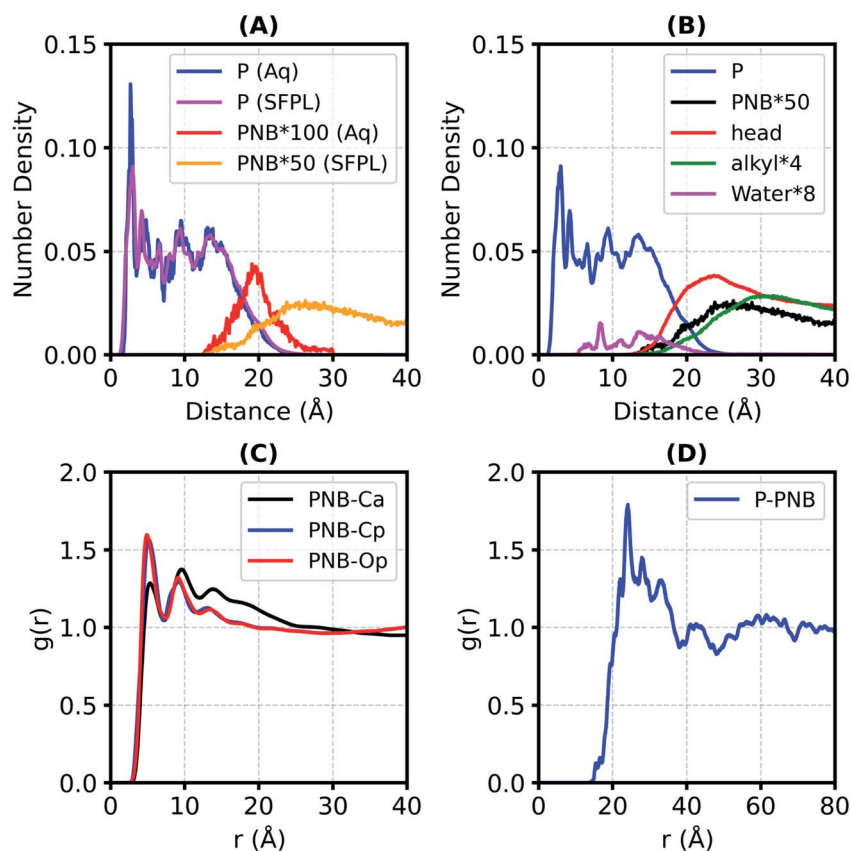 (A)
0.15
0.10
0.05
0.00
Number Density
P (Aq)
P (SFPL)
PNB*100 (Aq)
PNB*50 (SFPL)
0 10 20 30 40
Distance (Å)
(B)
0.15
0.10
0.05
0.00
Number Density
P
PNB*50
head
alkyl*4
Water*8
0 10 20 30 40
Distance (Å)
(C)
2.0
1.5
1.0
0.5
0.0
g(r)
PNB-Ca
PNB-Cp
PNB-Op
0 10 20 30 40
r (Å)
(D)
2.0
1.5
1.0
0.5
0.0
g(r)
P-PNB
0 20 40 60 80
r (Å)